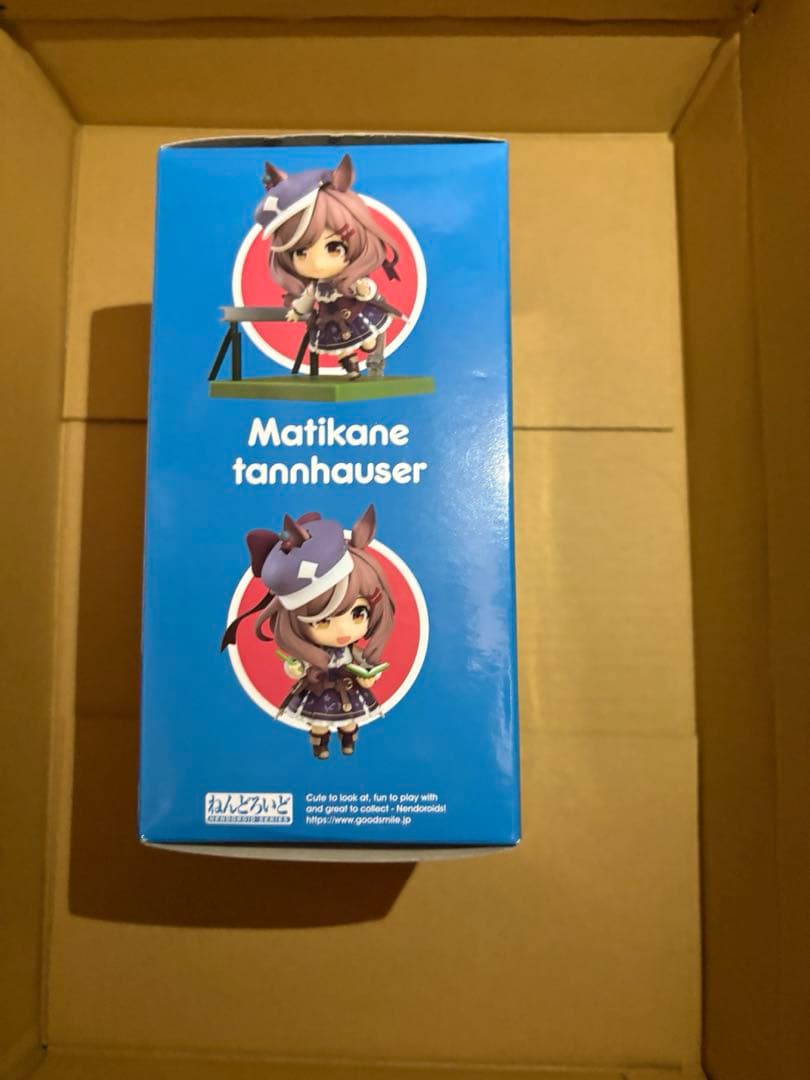 Matikane
tannhauser
ねんどろいど
NENDOROID SERIES
Cute to look at, fun to play with
and great to collect - Nendoroids!
https://www.goodsmile.jp